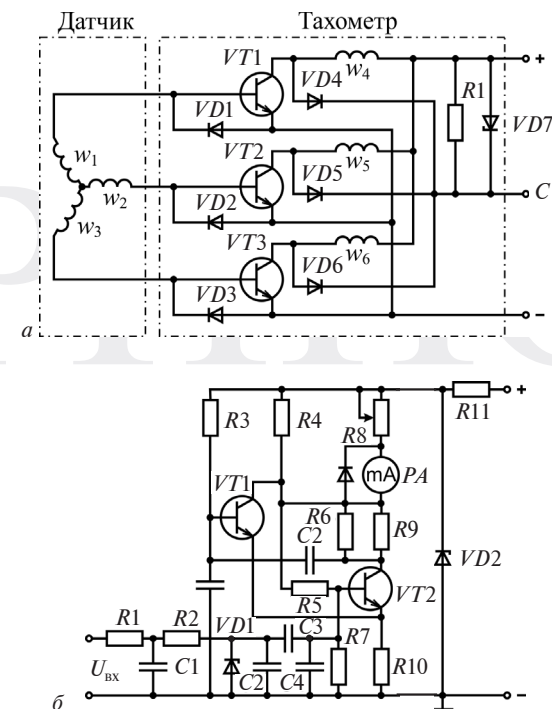 Датчик Тахометр
VT1 w4 +
VD4 R1
VD1 VD7
VT2
w1 VD5 w5
w2 C
VD2
w3 VT3
VD6 w6
VD3
а –
R3 R4 R11 +
R8
VT1 mA PA
R6 R9
C2
VD2
R5 VT2
R1 R2 VD1 C3 R7
Uвх C1 C2 C4 R10
б –